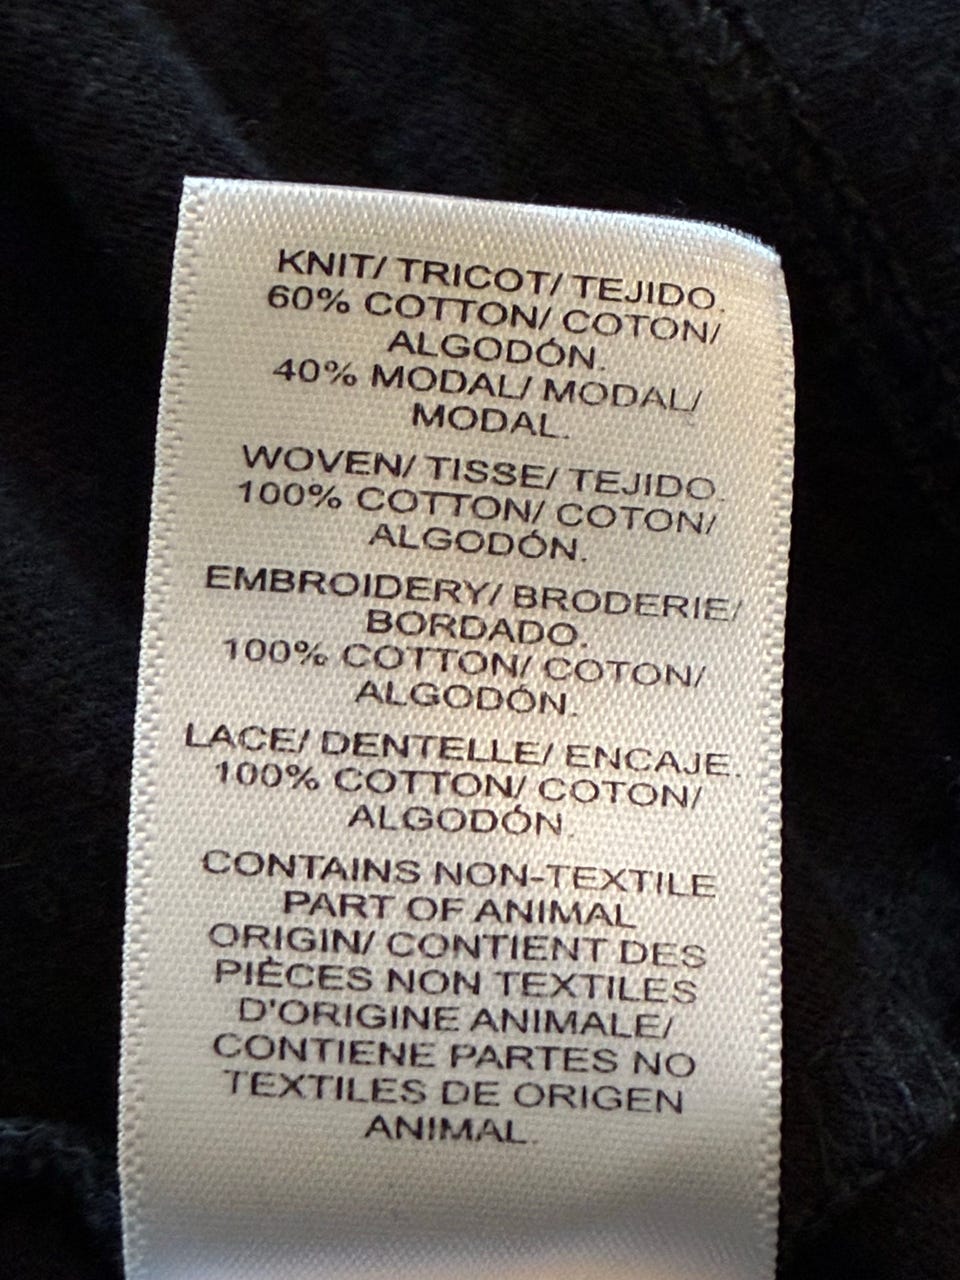 KNIT/ TRICOT/ TEJIDO.
60% COTTON/ COTON/
ALGODÓN.
40% MODAL/ MODAL/
MODAL.
WOVEN/ TISSE/ TEJIDO.
100% COTTON/ COTON/
ALGODÓN.
EMBROIDERY/ BRODERIE/
BORDADO.
100% COTTON/ COTON/
ALGODÓN.
LACE/ DENTELLE/ ENCAJE.
100% COTTON/ COTON/
ALGODÓN.
CONTAINS NON-TEXTILE
PART OF ANIMAL
ORIGIN/ CONTIENT DES
PIÈCES NON TEXTILES
D'ORIGINE ANIMALE/
CONTIENE PARTES NO
TEXTILES DE ORIGEN
ANIMAL.